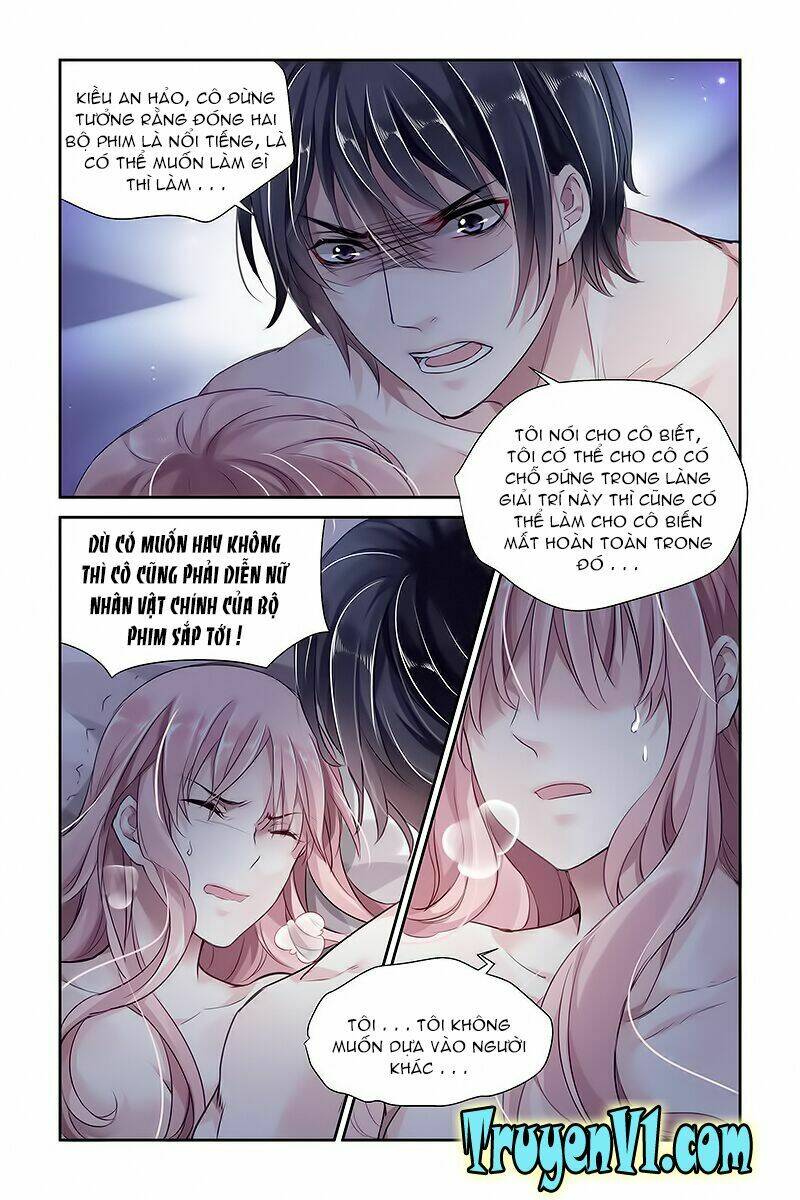 KIỀU AN HẢO, CÔ ĐỪNG
TƯỞNG RẰNG ĐÓNG HAI
BỘ PHIM LÀ NỔI TIẾNG, LÀ
CÓ THỂ MUỐN LÀM GÌ
THÌ LÀM . . .
TÔI NÓI CHO CÔ BIẾT,
TÔI CÓ THỂ CHO CÔ CÓ
CHỖ ĐỨNG TRONG LÀNG
GIẢI TRÍ NÀY THÌ CŨNG CÓ
THỂ LÀM CHO CÔ BIẾN
MẤT HOÀN TOÀN TRONG
ĐÓ . . .
DÙ CÓ MUỐN HAY KHÔNG
THÌ CÔ CŨNG PHẢI DIỄN NỮ
NHÂN VẬT CHÍNH CỦA BỘ
PHIM SẮP TỚI !
TÔI . . . TÔI KHÔNG
MUỐN DỰA VÀO NGƯỜI
KHÁC . . .
TruyenV1.com